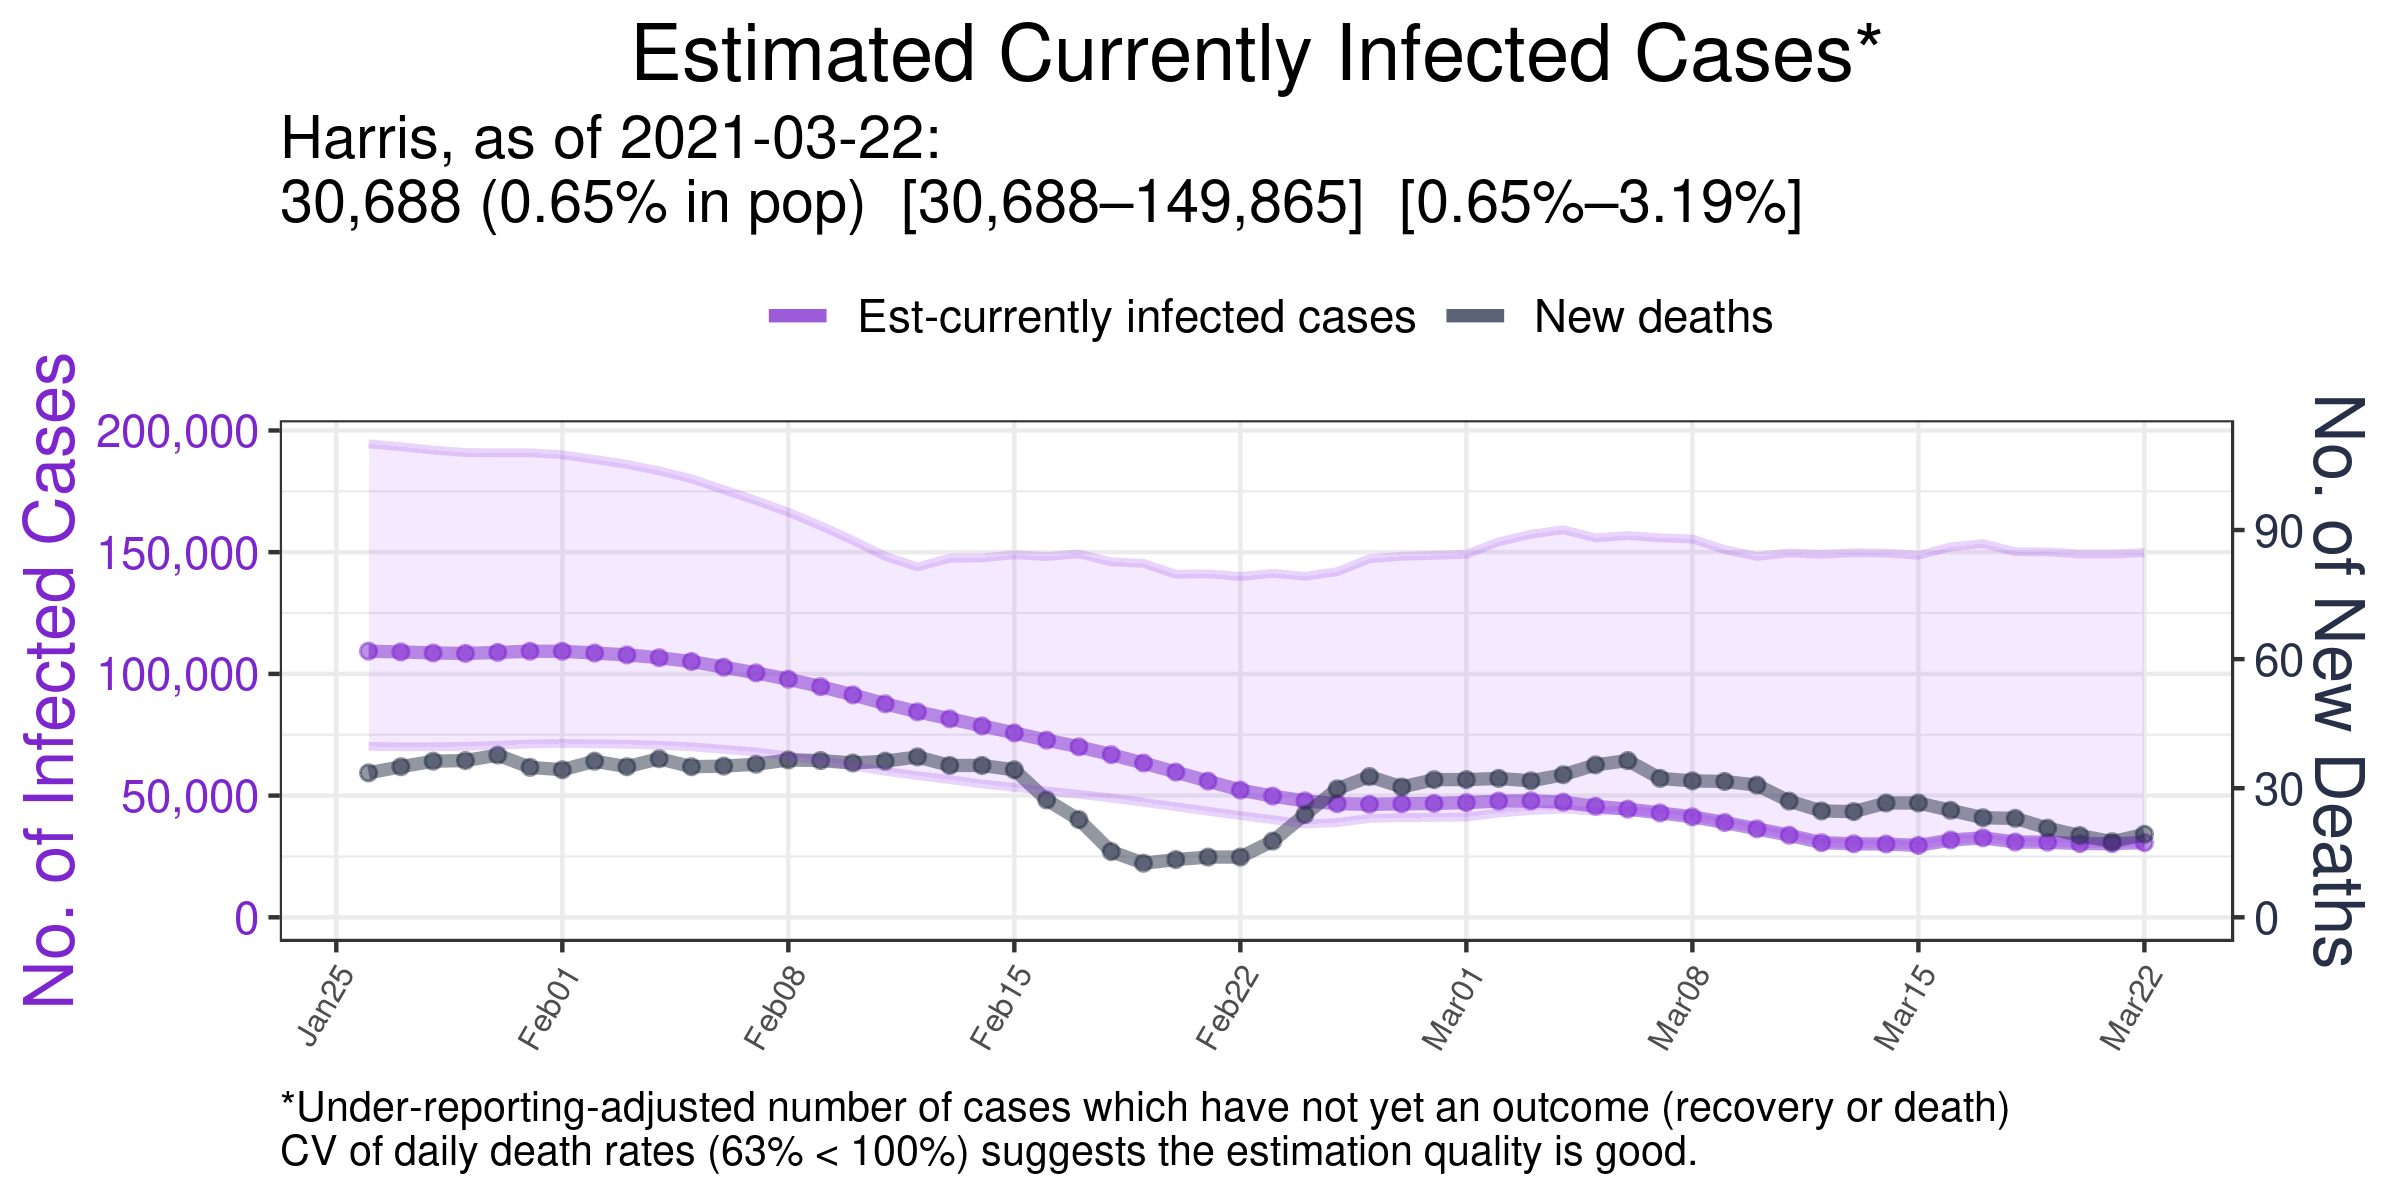 Estimated Currently Infected Cases*
Harris, as of 2021-03-22:
30,688 (0.65% in pop)  [30,688–149,865]  [0.65%–3.19%]
Est-currently infected cases
New deaths
No. of Infected Cases
200,000
150,000
100,000
50,000
0
No. of New Deaths
90
60
30
0
Jan25
Feb01
Feb08
Feb15
Feb22
Mar01
Mar08
Mar15
Mar22
*Under-reporting-adjusted number of cases which have not yet an outcome (recovery or death)
CV of daily death rates (63% < 100%) suggests the estimation quality is good.